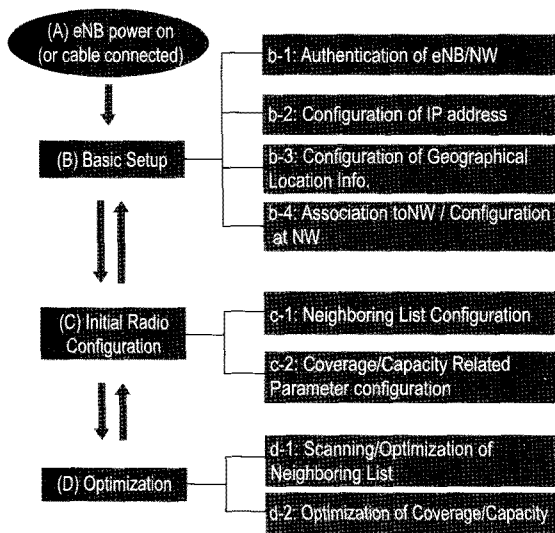 (A) eNB power on
(or cable connected)
b-1: Authentication of eNB/NW
b-2: Configuration of IP address
(B) Basic Setup
b-3: Configuration of Geographical
Location Info.
b-4: Association toNW / Configuration
at NW
(C) Initial Radio
Configuration
c-1: Neighboring List Configuration
c-2: Coverage/Capacity Related
Parameter configuration
(D) Optimization
d-1: Scanning/Optimization of
Neighboring List
d-2: Optimization of Coverage/Capacity